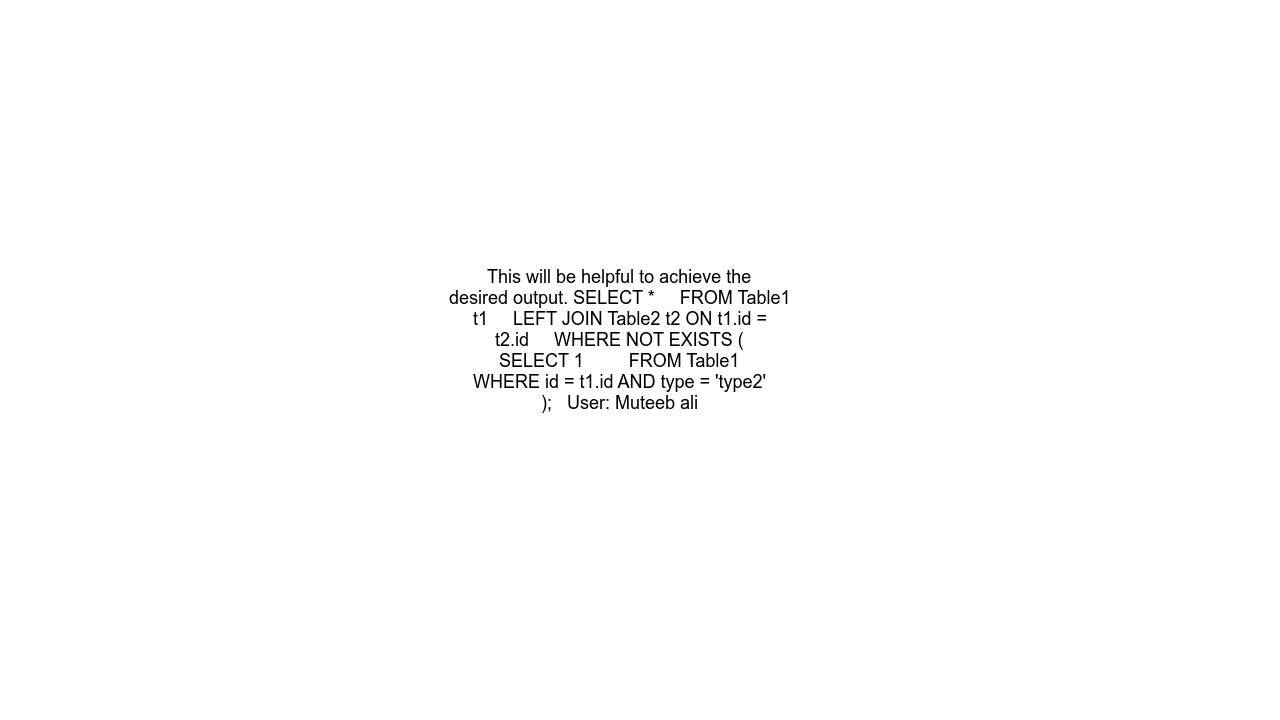 This will be helpful to achieve the
desired output. SELECT *     FROM Table1
t1     LEFT JOIN Table2 t2 ON t1.id =
t2.id     WHERE NOT EXISTS (
SELECT 1         FROM Table1
WHERE id = t1.id AND type = 'type2'
);   User: Muteeb ali